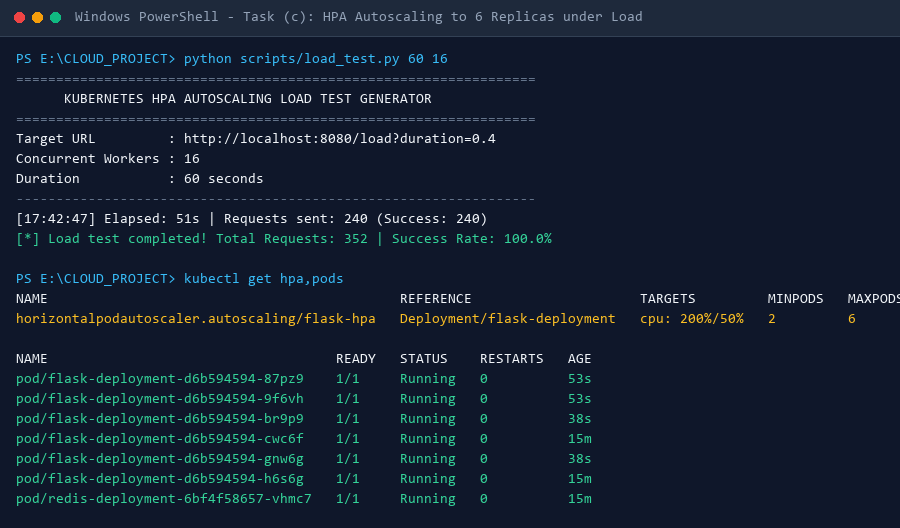 Windows PowerShell - Task (c): HPA Autoscaling to 6 Replicas under Load
PS E:\CLOUD_PROJECT> python scripts/load_test.py 60 16
=================================================================
KUBERNETES HPA AUTOSCALING LOAD TEST GENERATOR
=================================================================
Target URL         : http://localhost:8080/load?duration=0.4
Concurrent Workers : 16
Duration           : 60 seconds
-----------------------------------------------------------------
[17:42:47] Elapsed: 51s | Requests sent: 240 (Success: 240)
[*] Load test completed! Total Requests: 352 | Success Rate: 100.0%
PS E:\CLOUD_PROJECT> kubectl get hpa,pods
NAME                                            REFERENCE                     TARGETS         MINPODS   MAXPODS
horizontalpodautoscaler.autoscaling/flask-hpa   Deployment/flask-deployment   cpu: 200%/50%   2         6
NAME                                    READY   STATUS    RESTARTS   AGE
pod/flask-deployment-d6b594594-87pz9    1/1     Running   0          53s
pod/flask-deployment-d6b594594-9f6vh    1/1     Running   0          53s
pod/flask-deployment-d6b594594-br9p9    1/1     Running   0          38s
pod/flask-deployment-d6b594594-cwc6f    1/1     Running   0          15m
pod/flask-deployment-d6b594594-gnw6g    1/1     Running   0          38s
pod/flask-deployment-d6b594594-h6s6g    1/1     Running   0          15m
pod/redis-deployment-6bf4f58657-vhmc7   1/1     Running   0          15m